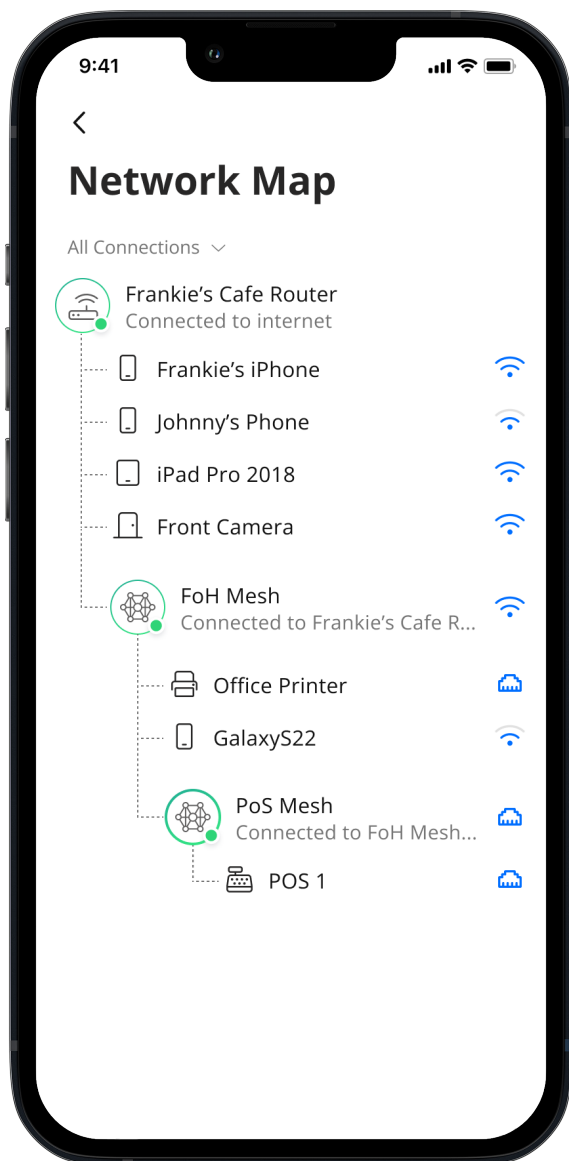 9:41
Network Map
All Connections
Frankie’s Cafe Router
Connected to internet
Frankie’s iPhone
Johnny’s Phone
iPad Pro 2018
Front Camera
FoH Mesh
Connected to Frankie’s Cafe R...
Office Printer
GalaxyS22
PoS Mesh
Connected to FoH Mesh...
POS 1